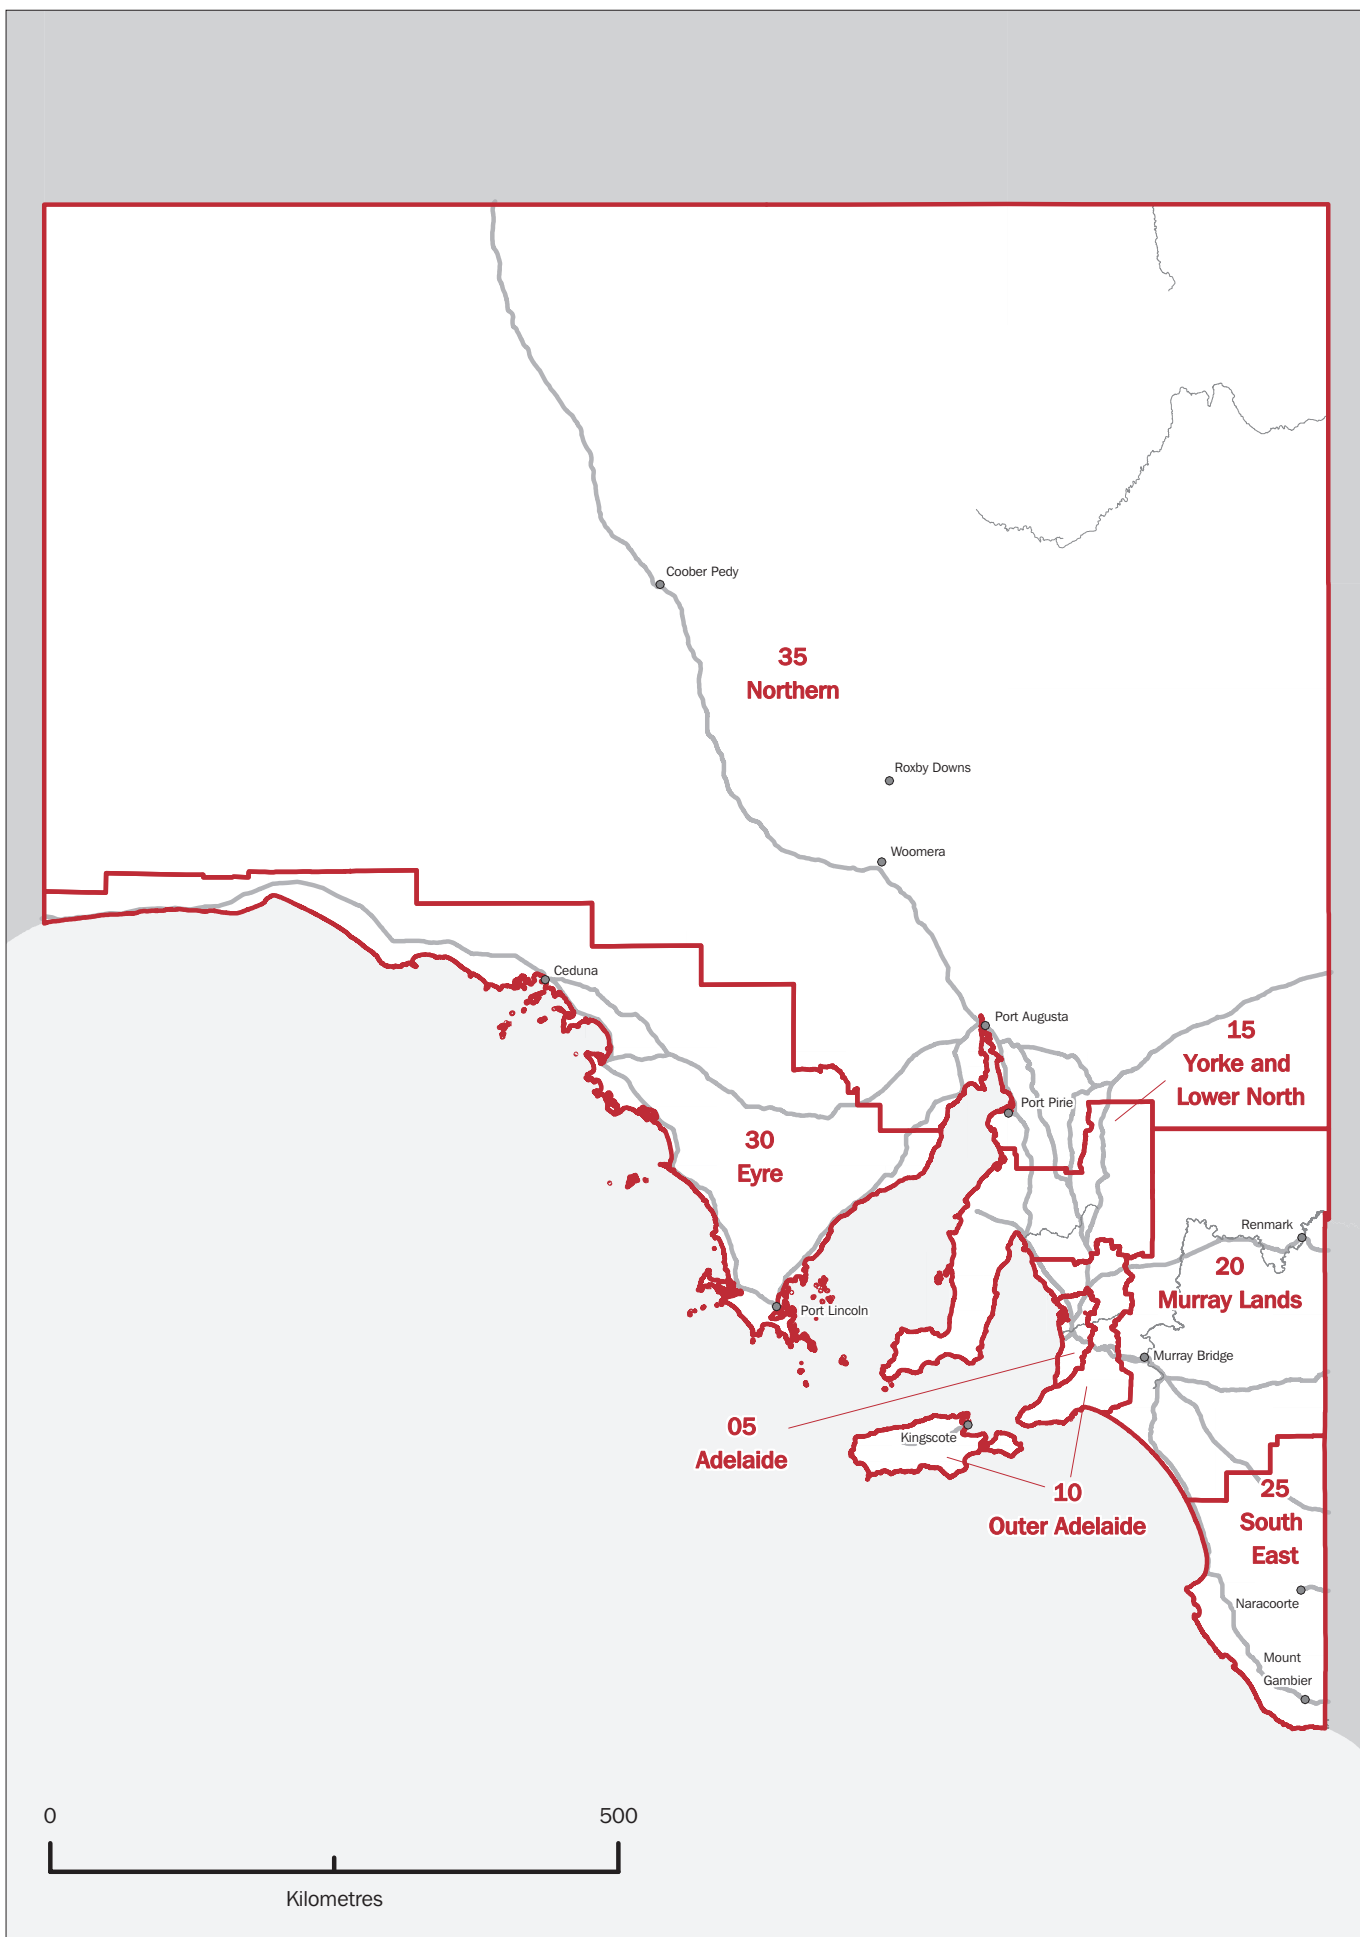 Coober Pedy
35
Northern
Roxby Downs
Woomera
Ceduna
Port Augusta
15
Yorke and
Lower North
Port Pirie
30
Eyre
Renmark
20
Murray Lands
Port Lincoln
Murray Bridge
05
Adelaide
Kingscote
10
Outer Adelaide
25
South
East
Naracoorte
Mount
Gambier
0
500
Kilometres